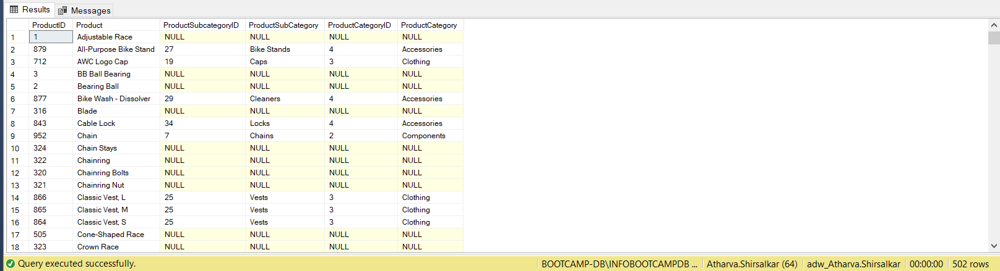 Results Messages
ProductID Product ProductSubcategoryID ProductSubCategory ProductCategoryID ProductCategory
1 1 Adjustable Race NULL NULL NULL NULL
2 879 All-Purpose Bike Stand 27 Bike Stands 4 Accessories
3 712 AWC Logo Cap 19 Caps 3 Clothing
4 3 BB Ball Bearing NULL NULL NULL NULL
5 2 Bearing Ball NULL NULL NULL NULL
6 877 Bike Wash - Dissolver 29 Cleaners 4 Accessories
7 316 Blade NULL NULL NULL NULL
8 843 Cable Lock 34 Locks 4 Accessories
9 952 Chain 7 Chains 2 Components
10 324 Chain Stays NULL NULL NULL NULL
11 322 Chainring NULL NULL NULL NULL
12 320 Chainring Bolts NULL NULL NULL NULL
13 321 Chainring Nut NULL NULL NULL NULL
14 866 Classic Vest, L 25 Vests 3 Clothing
15 865 Classic Vest, M 25 Vests 3 Clothing
16 864 Classic Vest, S 25 Vests 3 Clothing
17 505 Cone-Shaped Race NULL NULL NULL NULL
18 323 Crown Race NULL NULL NULL NULL
Query executed successfully. BOOTCAMP-DB\INFOBOOTCAMPDB ... Atharva.Shirsalkar (64) adw_Atharva.Shirsalkar 00:00:00 502 rows